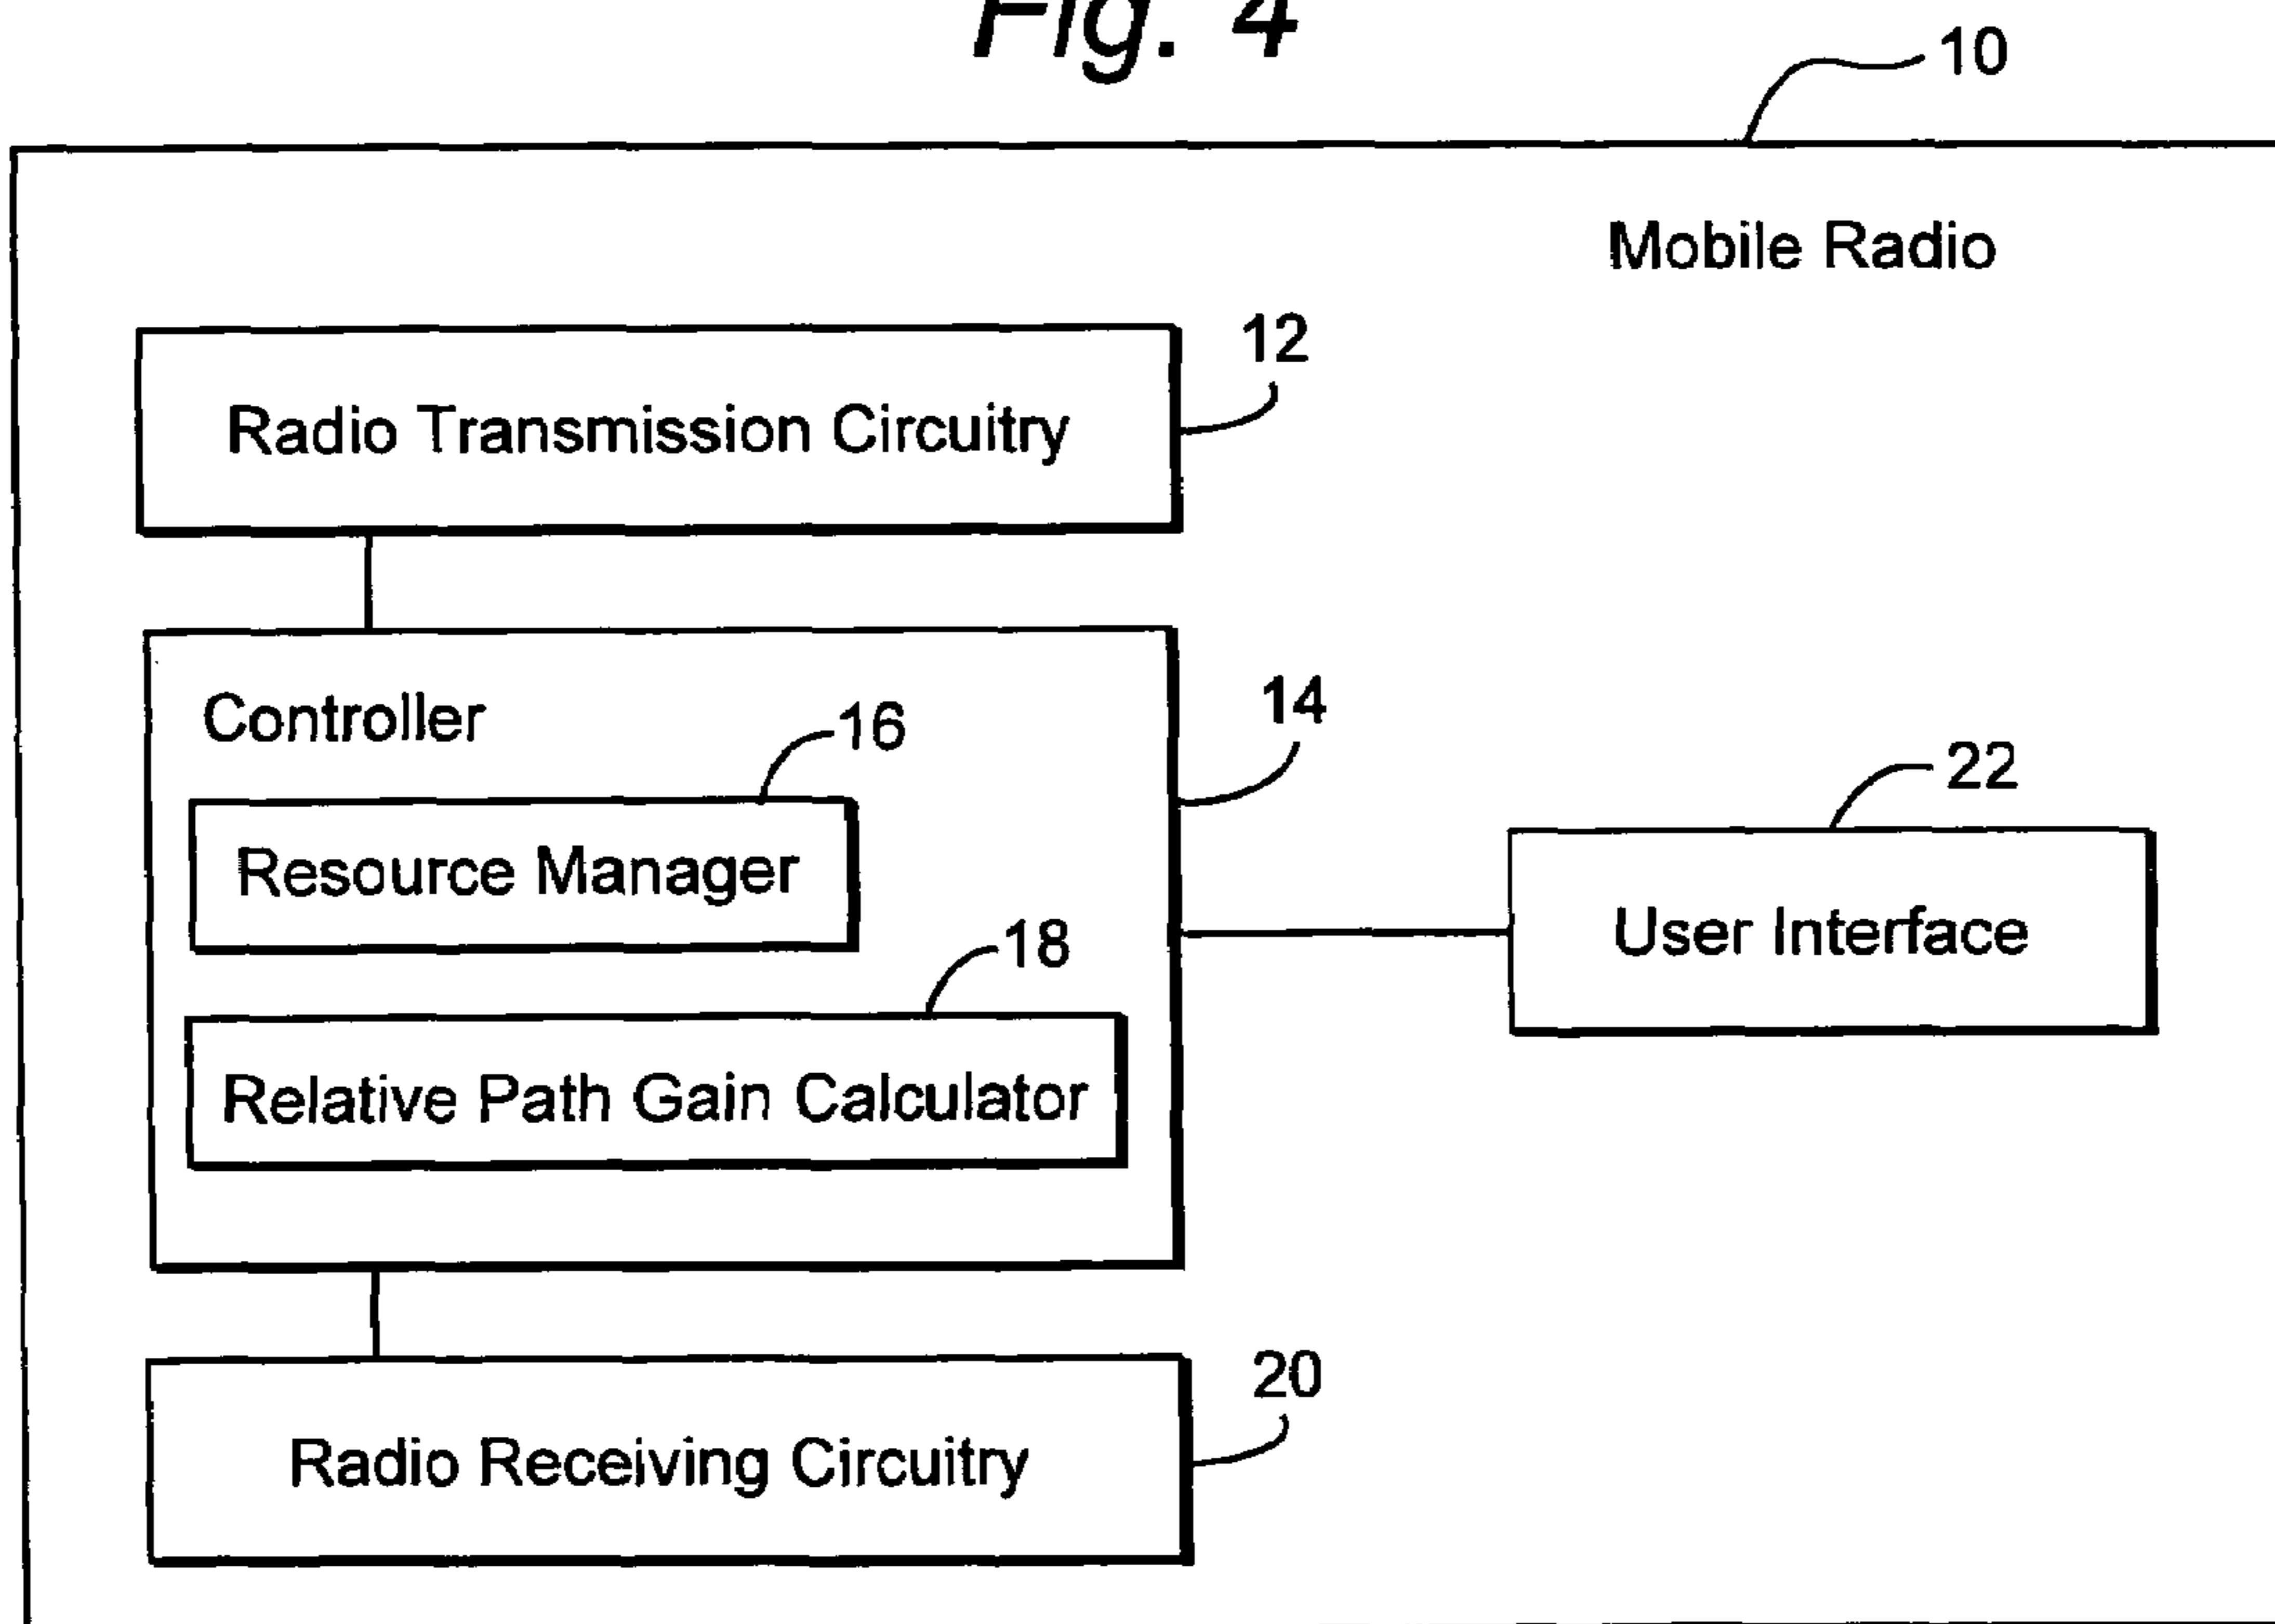 Fig. 4
10
Mobile Radio
12
Radio Transmission Circuitry
14
Controller
16
Resource Manager
22
User Interface
18
Relative Path Gain Calculator
20
Radio Receiving Circuitry